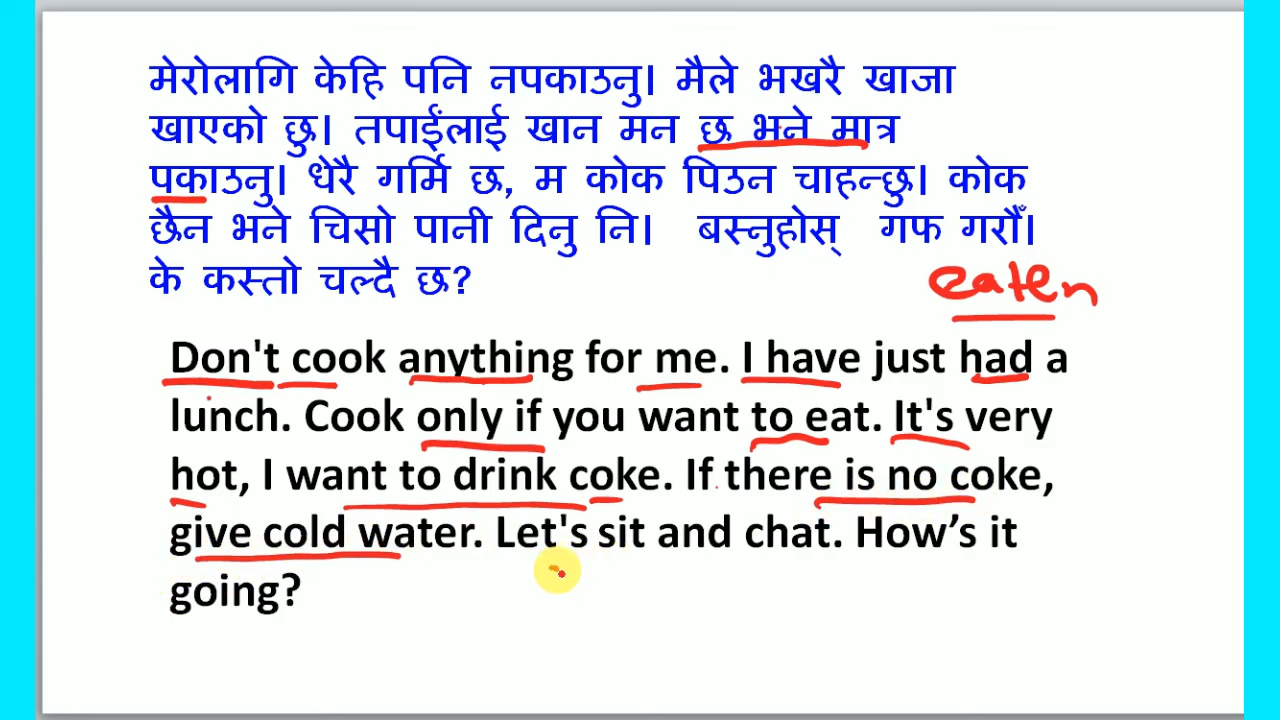 मेरोलागि केहि पनि नपकाउनु। मैले भखरै खाजा
खाएको छु। तपाईंलाई खान मन छ भने मात्र
पकाउनु। धेरै गर्मि छ, म कोक पिउन चाहन्छु। कोक
छैन भने चिसो पानी दिनु नि। बस्नुहोस् गफ गरौँ।
के कस्तो चल्दै छ?
eaten
Don't cook anything for me. I have just had a
lunch. Cook only if you want to eat. It's very
hot, I want to drink coke. If there is no coke,
give cold water. Let's sit and chat. How’s it
going?